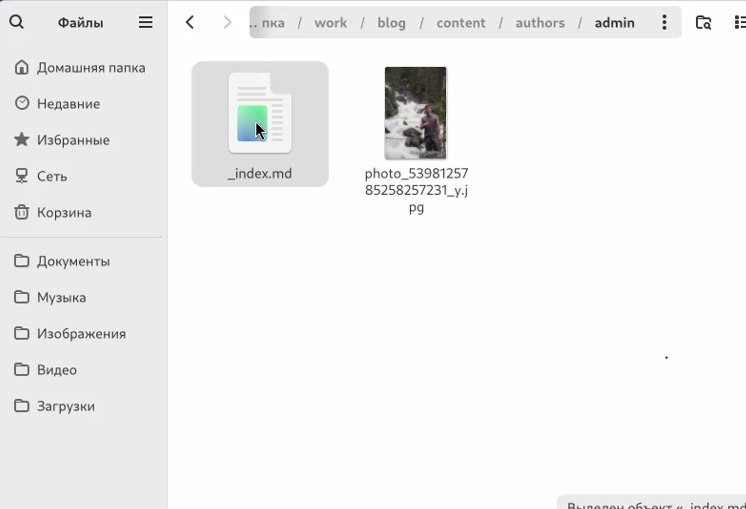 Файлы
.. пка / work / blog / content / authors / admin
Домашняя папка
Недавние
Избранные
Сеть
Корзина
Документы
Музыка
Изображения
Видео
Загрузки
_index.md
photo_53981257
85258257231_y.j
pg
Выделен объект «_index.md